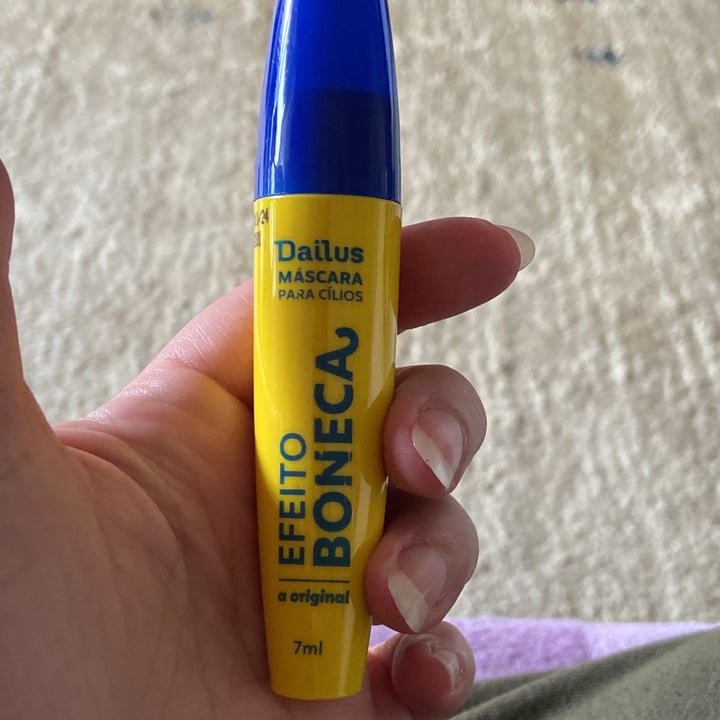 Dailus
MÁSCARA
PARA CÍLIOS
EFEITO
BONECA
a original
7ml